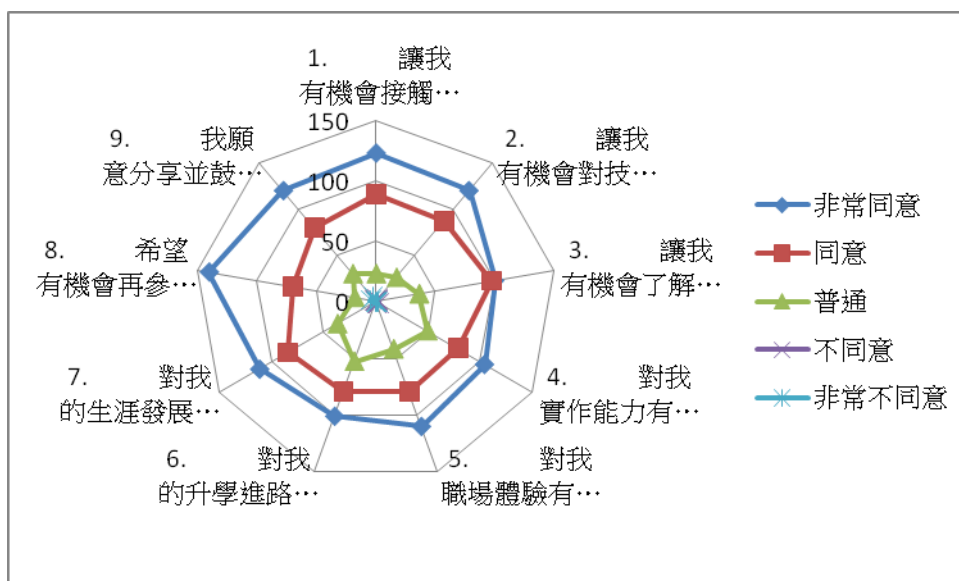 1. 讓我
有機會接觸…
2. 讓我
有機會對技…
3. 讓我
有機會了解…
4. 對我
實作能力有…
5. 對我
職場體驗有…
6. 對我
的升學進路…
7. 對我
的生涯發展…
8. 希望
有機會再參…
9. 我願
意分享並鼓…
150
100
50
0
非常同意
同意
普通
不同意
非常不同意